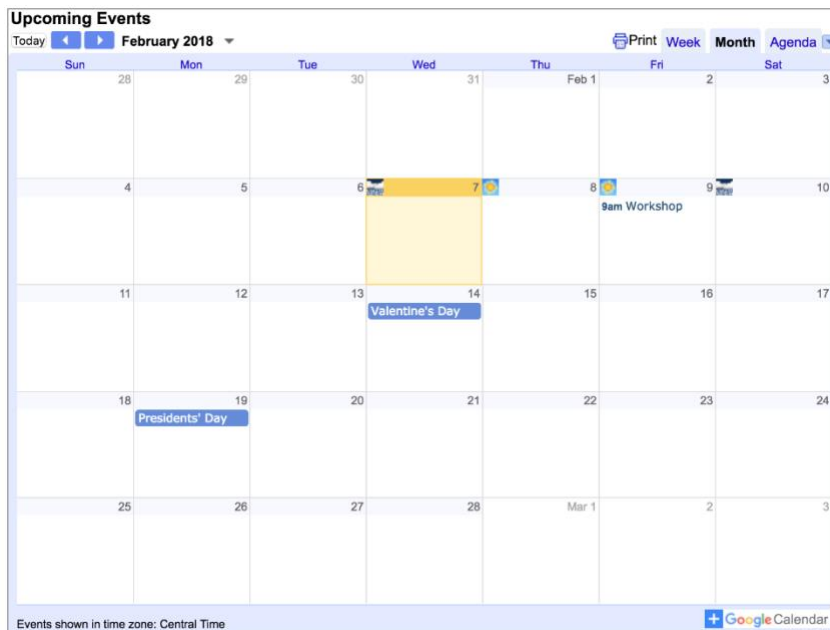 Upcoming Events
Today February 2018 Print Week Month Agenda
Sun Mon Tue Wed Thu Fri Sat
28 29 30 31 Feb 1 2 3
4 5 6 7 8 9 10
9am Workshop
11 12 13 14 15 16 17
Valentine's Day
18 19 20 21 22 23 24
Presidents' Day
25 26 27 28 Mar 1 2 3
Events shown in time zone: Central Time
Google Calendar